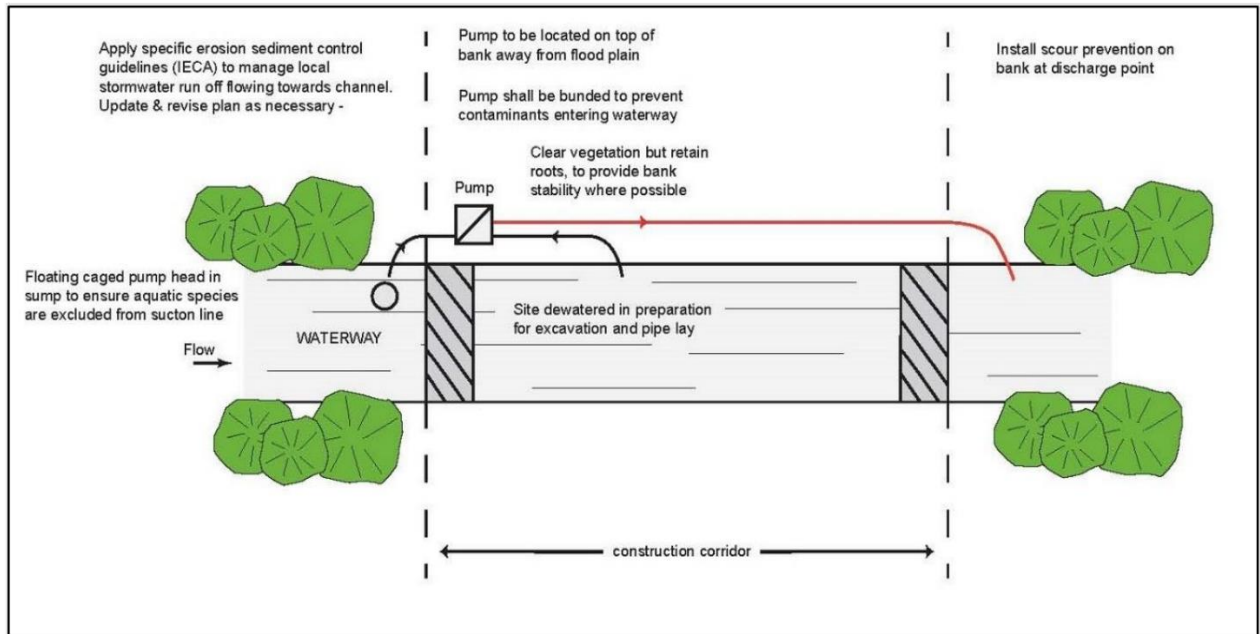 Apply specific erosion sediment control
guidelines (IECA) to manage local
stormwater run off flowing towards channel.
Update & revise plan as necessary -
Pump to be located on top of
bank away from flood plain
Pump shall be bunded to prevent
contaminants entering waterway
Clear vegetation but retain
roots, to provide bank
stability where possible
Install scour prevention on
bank at discharge point
Pump
Floating caged pump head in
sump to ensure aquatic species
are excluded from sucton line
Flow
WATERWAY
Site dewatered in preparation
for excavation and pipe lay
construction corridor